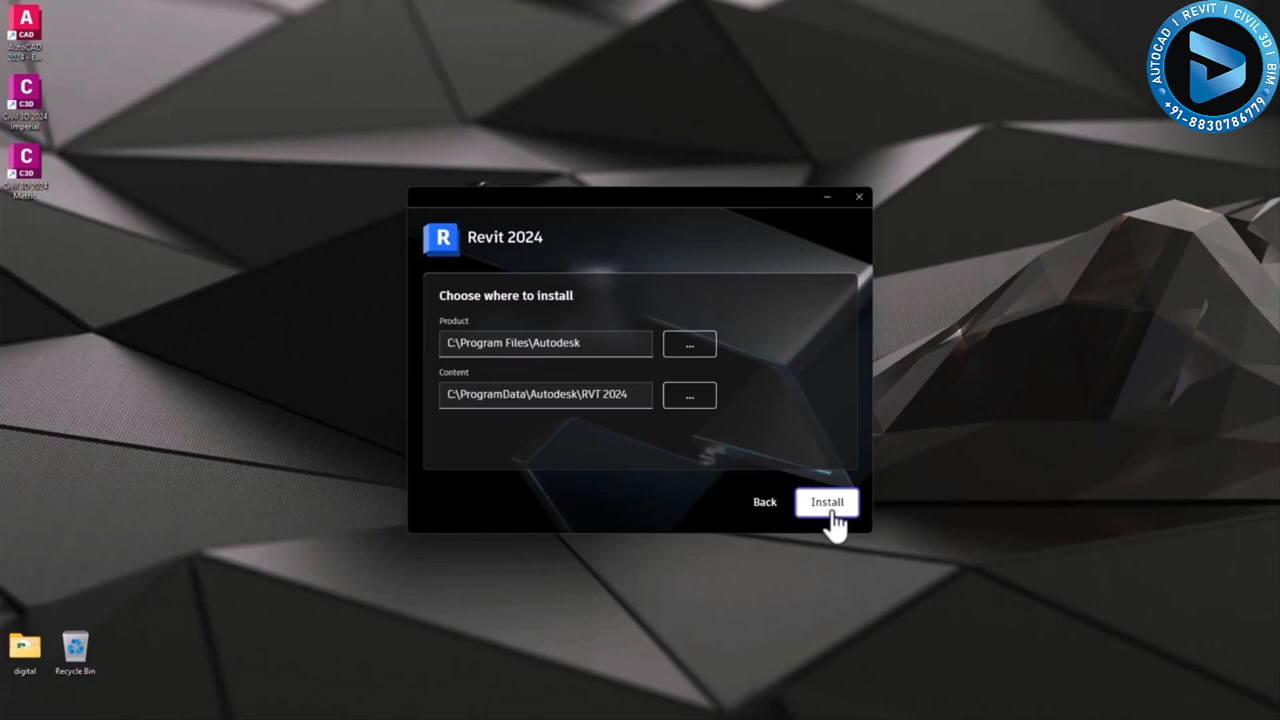 A
CAD
AutoCAD
2024 - E...
C
C3D
Civil 3D 2024
Imperial
C
C3D
Civil 3D 2024
Metric
AUTOCAD | REVIT | CIVIL 3D | BIM
+91-8830786779
R
Revit 2024
Choose where to install
Product
C:\Program Files\Autodesk
...
Content
C:\ProgramData\Autodesk\RVT 2024
...
Back
Install
digital
Recycle Bin